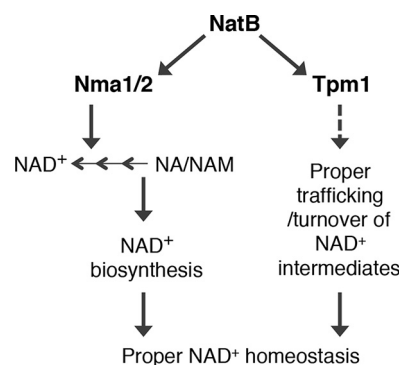 NatB
Nma1/2
Tpm1
NAD+
NA/NAM
NAD+
biosynthesis
Proper
trafficking
/turnover of
NAD+
intermediates
Proper NAD+ homeostasis